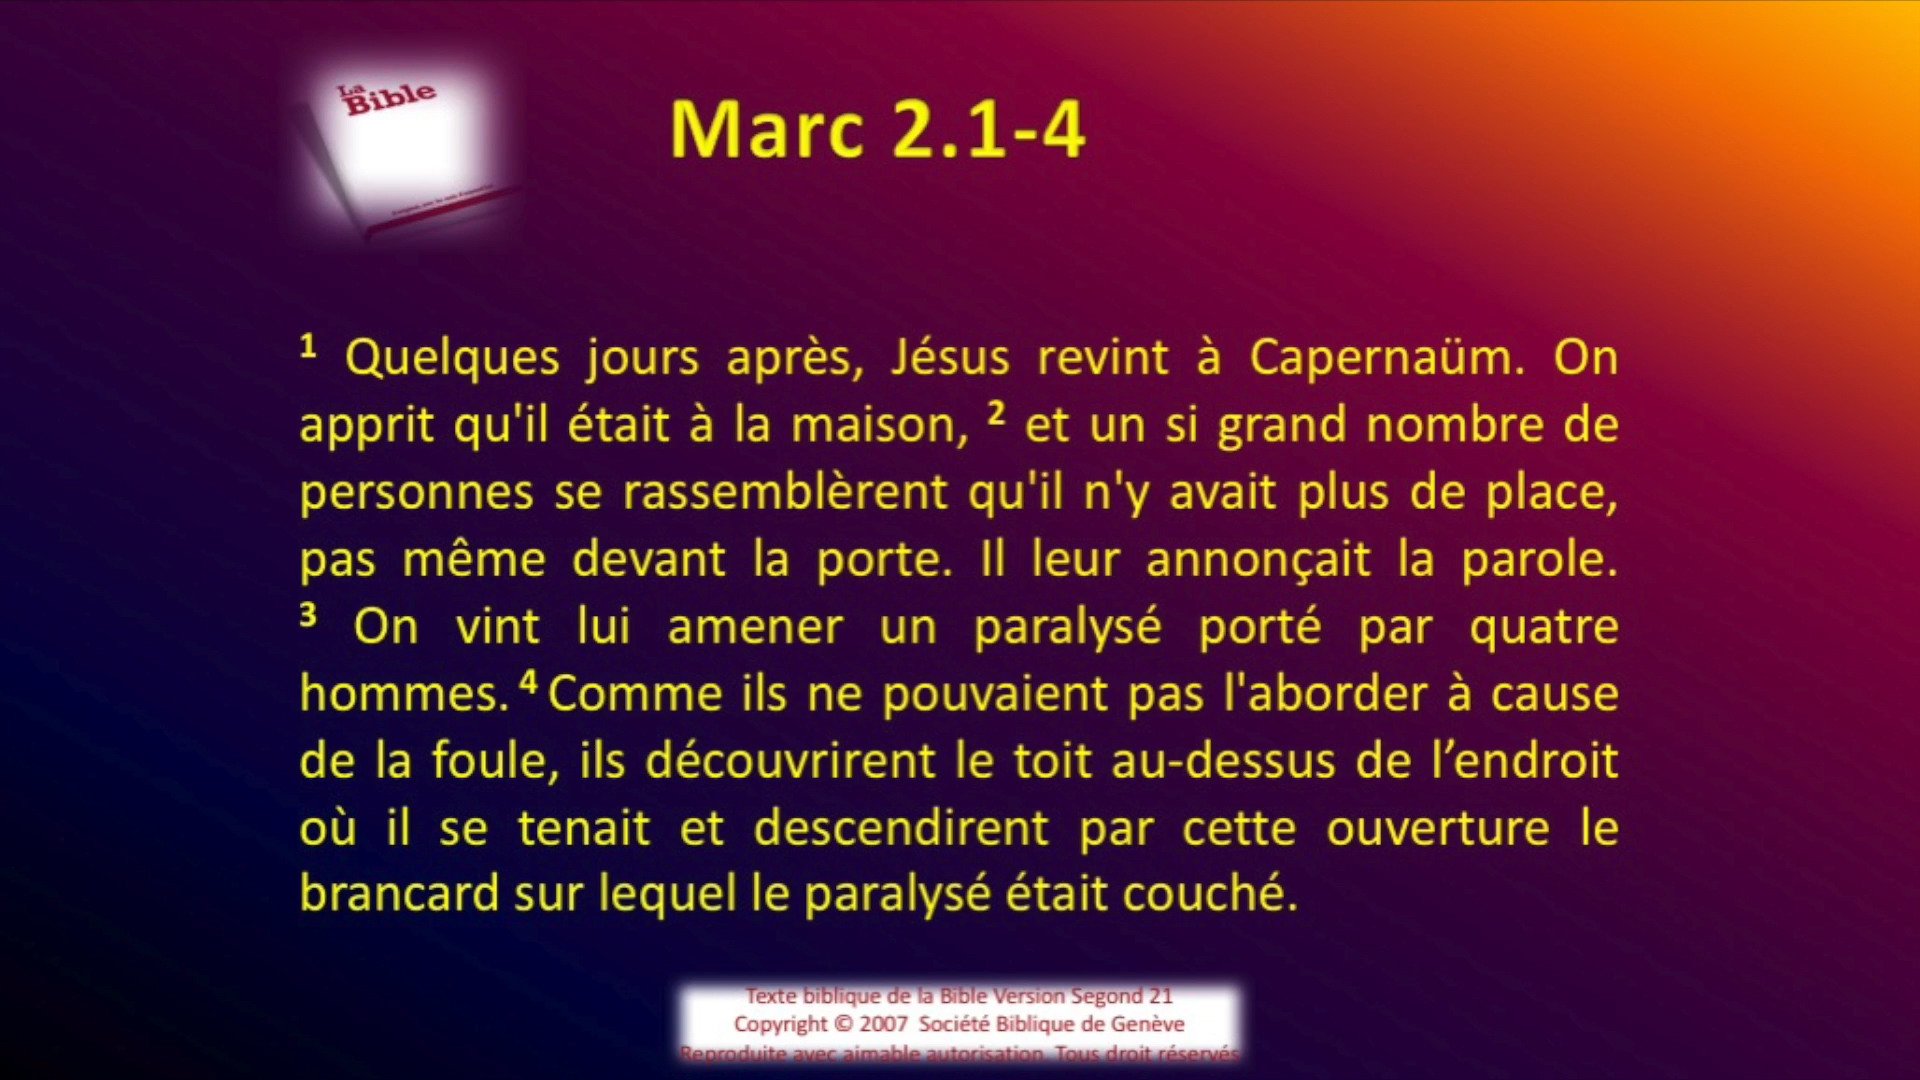 La
Bible
Marc 2.1-4
1 Quelques jours après, Jésus revint à Capernaüm. On
apprit qu'il était à la maison, 2 et un si grand nombre de
personnes se rassemblèrent qu'il n'y avait plus de place,
pas même devant la porte. Il leur annonçait la parole.
3 On vint lui amener un paralysé porté par quatre
hommes. 4 Comme ils ne pouvaient pas l'aborder à cause
de la foule, ils découvrirent le toit au-dessus de l’endroit
où il se tenait et descendirent par cette ouverture le
brancard sur lequel le paralysé était couché.
Texte biblique de la Bible Version Segond 21
Copyright © 2007 Société Biblique de Genève
Reproduite avec aimable autorisation. Tous droit réservés